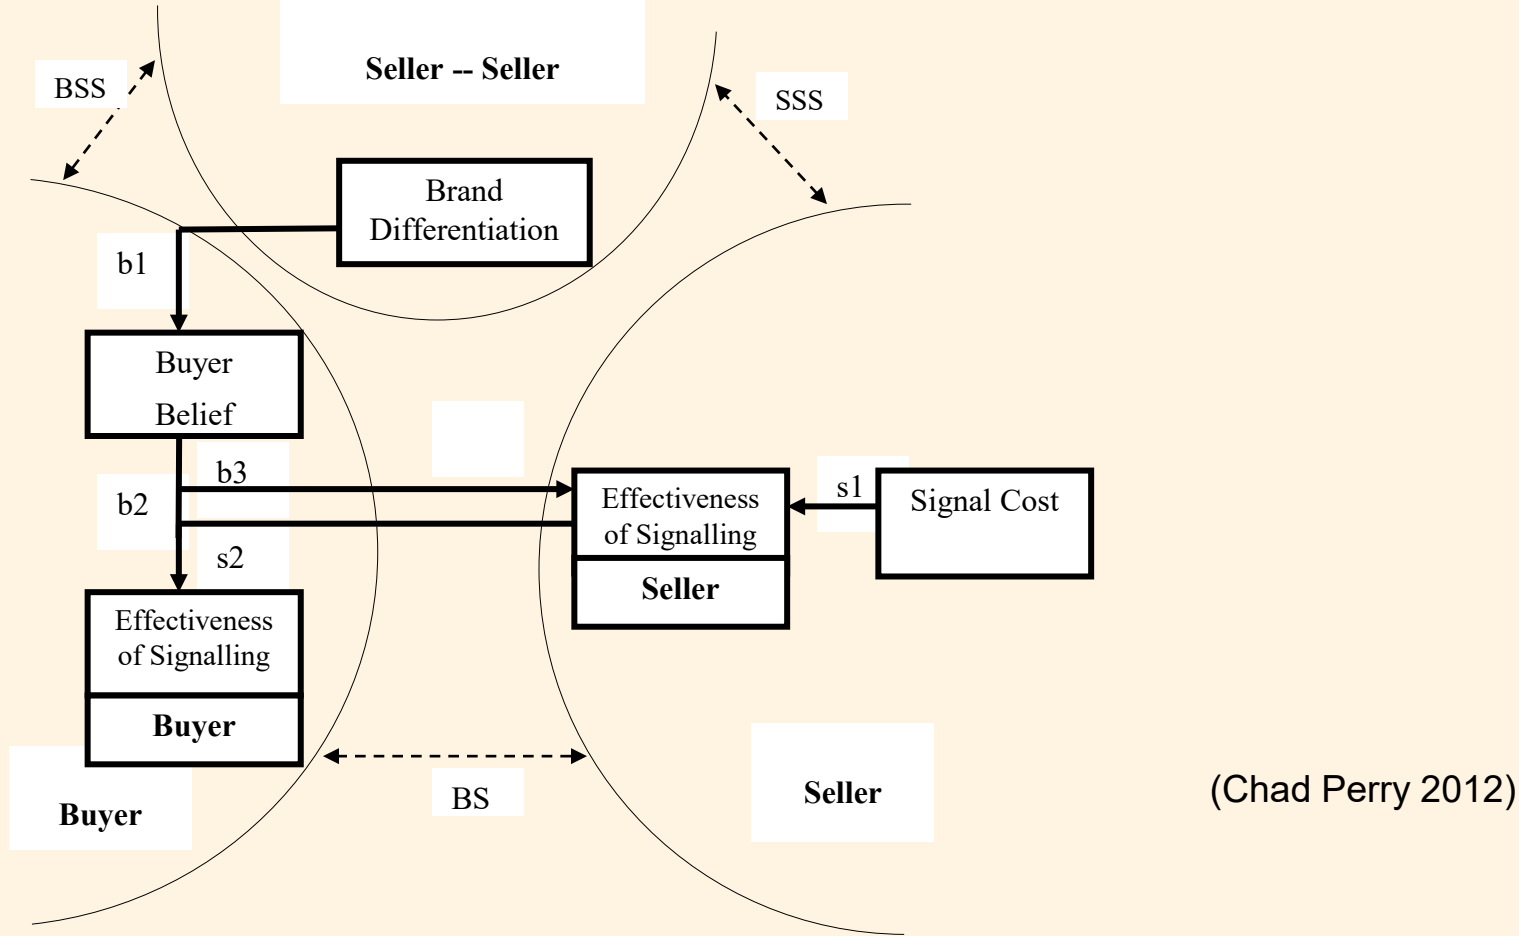 Seller -- Seller
BSS
SSS
Brand
Differentiation
b1
Buyer
Belief
b3
b2
s2
Effectiveness
of Signalling
Seller
s1
Signal Cost
Effectiveness
of Signalling
Buyer
Buyer
BS
Seller
(Chad Perry 2012)